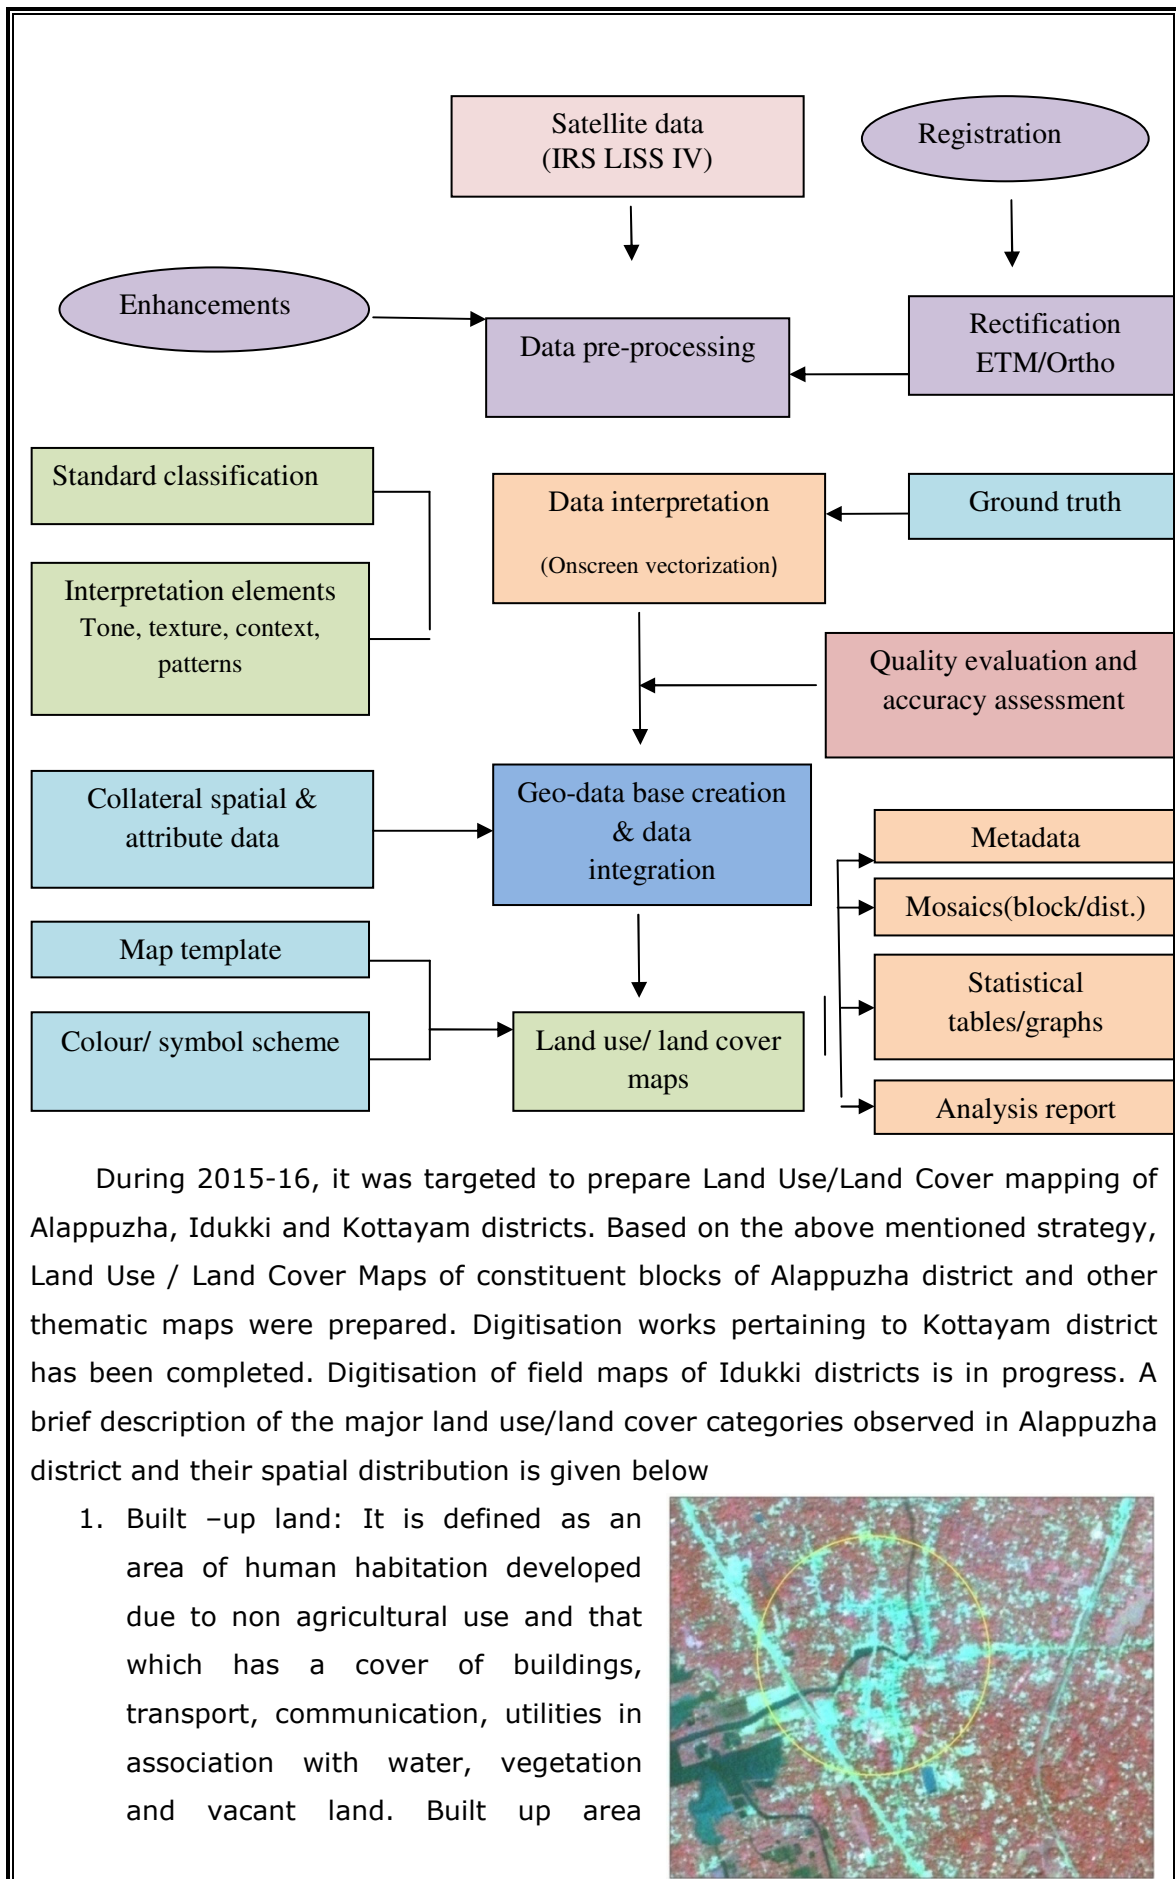 Satellite data
(IRS LISS IV)
Registration
Enhancements
Data pre-processing
Rectification
ETM/Ortho
Standard classification
Data interpretation
(Onscreen vectorization)
Ground truth
Interpretation elements
Tone, texture, context,
patterns
Quality evaluation and
accuracy assessment
Collateral spatial &
attribute data
Geo-data base creation
& data
integration
Metadata
Mosaics(block/dist.)
Map template
Statistical
tables/graphs
Colour/ symbol scheme
Land use/ land cover
maps
Analysis report
During 2015-16, it was targeted to prepare Land Use/Land Cover mapping of
Alappuzha, Idukki and Kottayam districts. Based on the above mentioned strategy,
Land Use / Land Cover Maps of constituent blocks of Alappuzha district and other
thematic maps were prepared. Digitisation works pertaining to Kottayam district
has been completed. Digitisation of field maps of Idukki districts is in progress. A
brief description of the major land use/land cover categories observed in Alappuzha
district and their spatial distribution is given below
1. Built –up land: It is defined as an
area of human habitation developed
due to non agricultural use and that
which has a cover of buildings,
transport, communication, utilities in
association with water, vegetation
and vacant land. Built up area